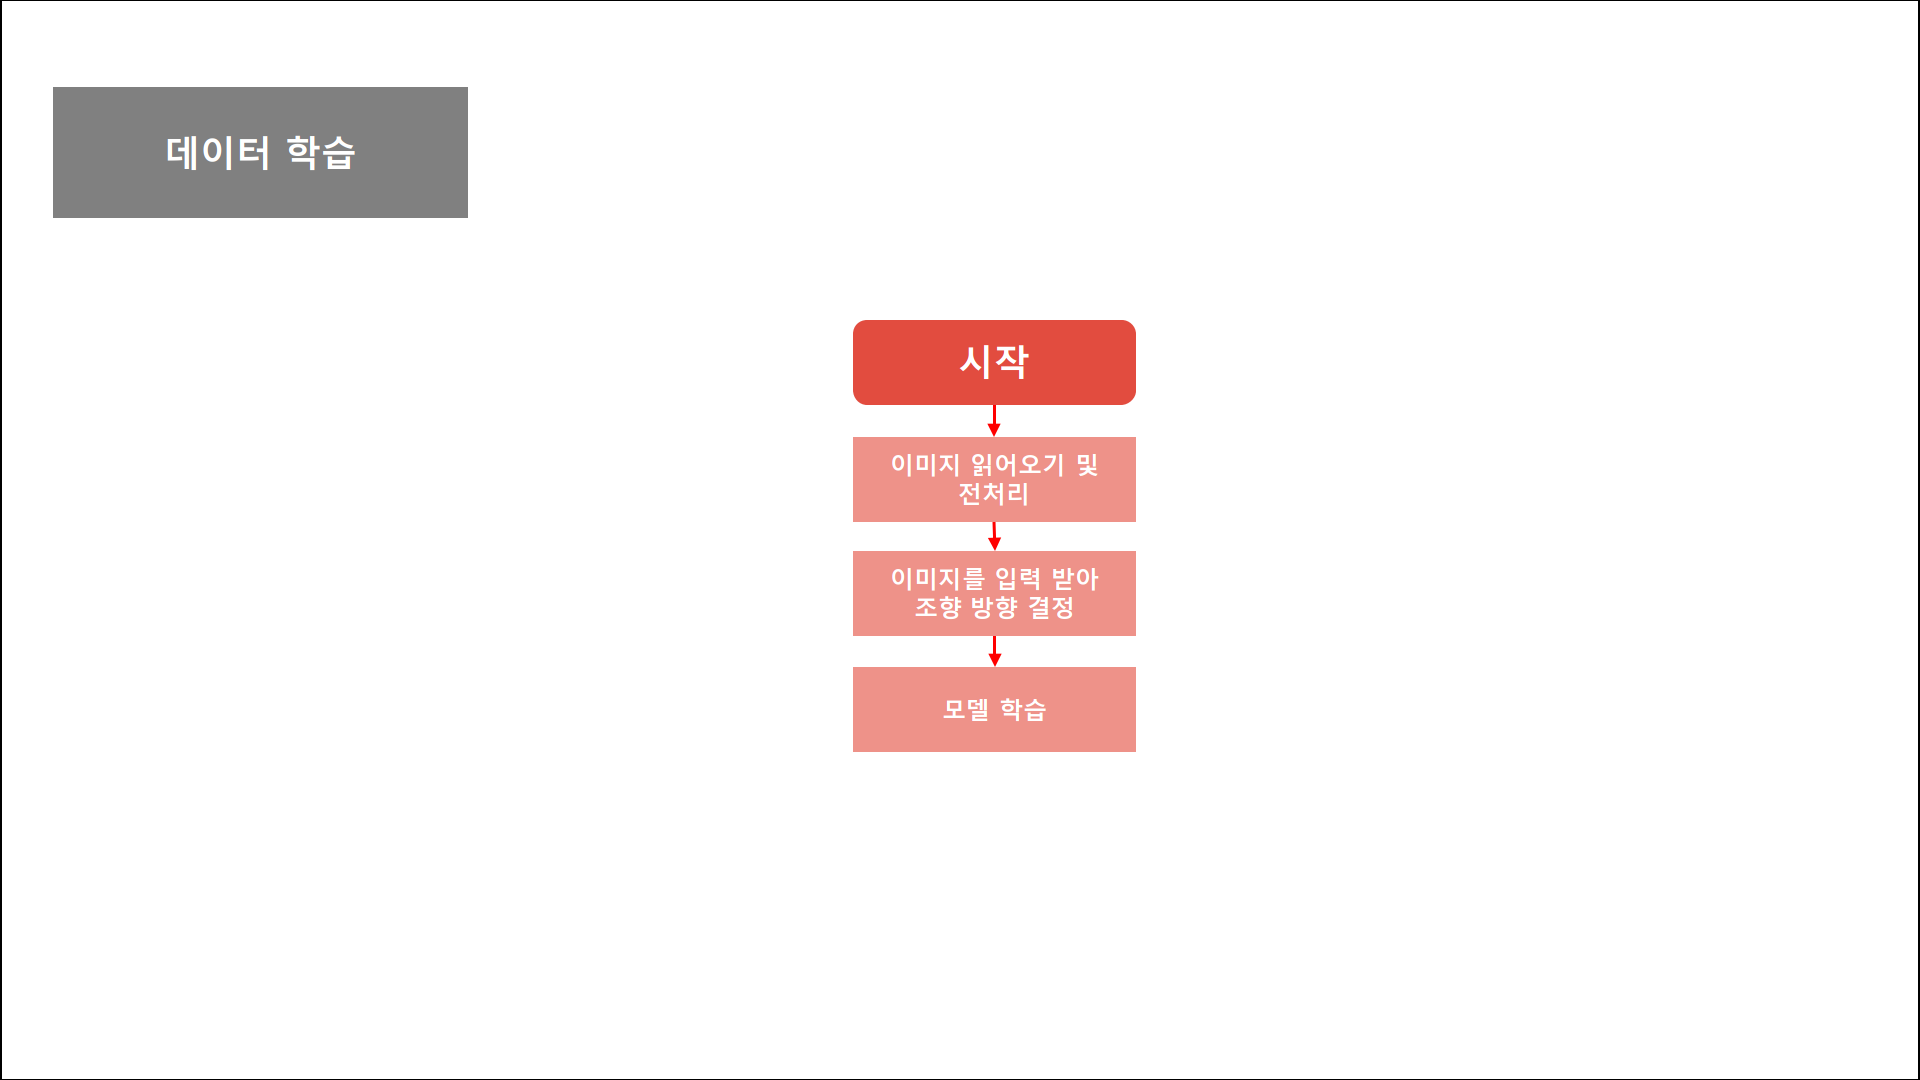 데이터 학습
시작
이미지 읽어오기 및
전처리
이미지를 입력 받아
조향 방향 결정
모델 학습